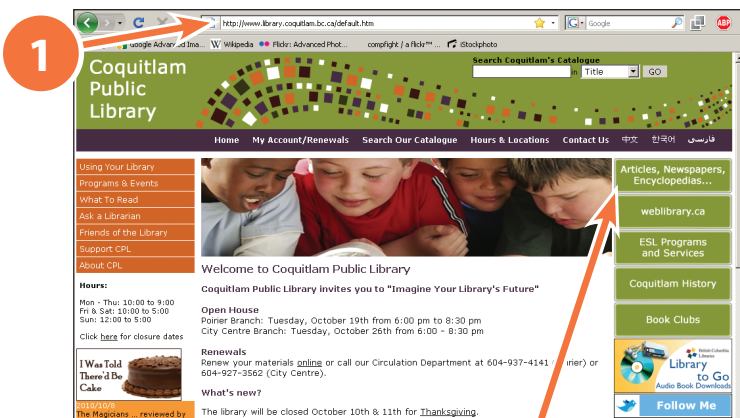 1
http://www.library.coquitlam.bc.ca/default.htm
Google
Google Advanced Ima...
Wikipedia
Flickr: Advanced Phot...
compfight / a flickr™ ...
iStockphoto
ABP
Coquitlam
Public
Library
Search Coquitlam's Catalogue
in Title GO
Home My Account/Renewals Search Our Catalogue Hours & Locations Contact Us 中文 한국어 فارسی
Using Your Library
Programs & Events
What To Read
Ask a Librarian
Friends of the Library
Support CPL
About CPL
Hours:
Mon - Thu: 10:00 to 9:00
Fri & Sat: 10:00 to 5:00
Sun: 12:00 to 5:00
Click here for closure dates
I Was Told
There'd Be
Cake
2010/10/8
The Magicians ... reviewed by
Welcome to Coquitlam Public Library
Coquitlam Public Library invites you to "Imagine Your Library's Future"
Open House
Poirier Branch: Tuesday, October 19th from 6:00 pm to 8:30 pm
City Centre Branch: Tuesday, October 26th from 6:00 - 8:30 pm
Renewals
Renew your materials online or call our Circulation Department at 604-937-4141 rier) or
604-927-3562 (City Centre).
What's new?
The library will be closed October 10th & 11th for Thanksgiving.
Articles, Newspapers,
Encyclopedias...
weblibrary.ca
ESL Programs
and Services
Coquitlam History
Book Clubs
British Columbia
Libraries
Library
to Go
Audio Book Downloads
Follow Me